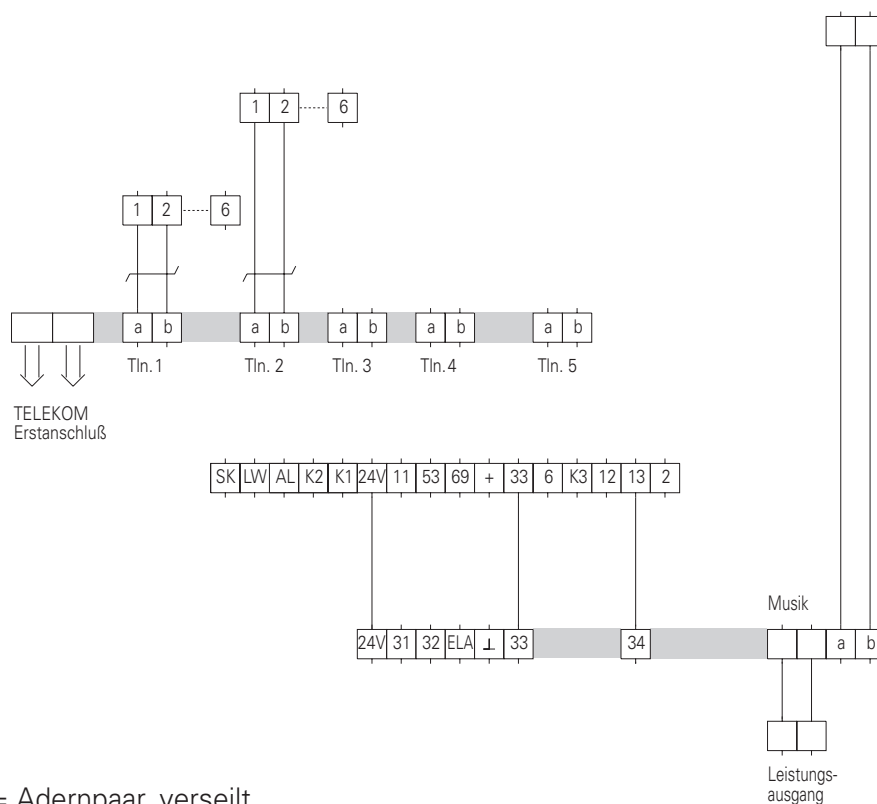 1 2 6
1 2 6
a b a b a b a b a b
Tln. 1 Tln. 2 Tln. 3 Tln. 4 Tln. 5
TELEKOM
Erstanschluß
SK LW AL K2 K1 24V 11 53 69 + 33 6 K3 12 13 2
Musik
24V 31 32 ELA ⊥ 33 34 a b
Leistungs-
ausgang
= Adernpaar, verseilt